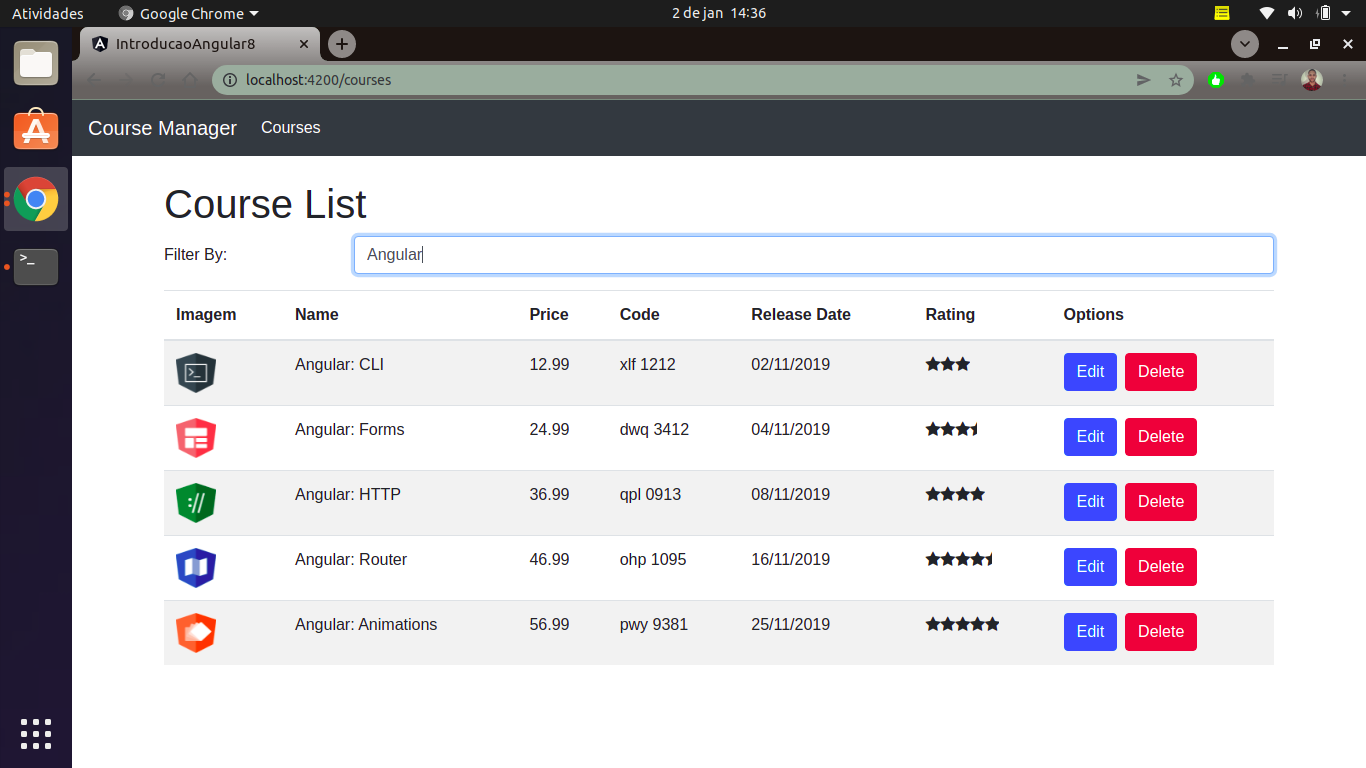 Atividades Google Chrome 2 de jan 14:36
IntroducaoAngular8
localhost:4200/courses
Course Manager Courses
Course List
Filter By: Angular
Imagem Name Price Code Release Date Rating Options
Angular: CLI 12.99 xlf 1212 02/11/2019 Edit Delete
Angular: Forms 24.99 dwq 3412 04/11/2019 Edit Delete
Angular: HTTP 36.99 qpl 0913 08/11/2019 Edit Delete
Angular: Router 46.99 ohp 1095 16/11/2019 Edit Delete
Angular: Animations 56.99 pwy 9381 25/11/2019 Edit Delete